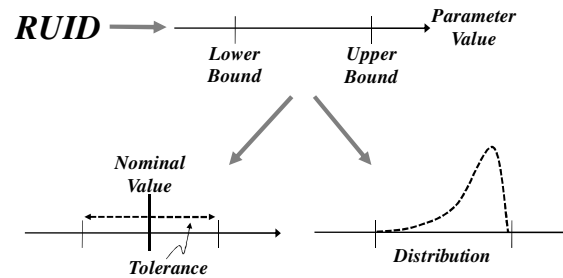 RUID
Parameter
Value
Lower
Bound
Upper
Bound
Nominal
Value
Tolerance
Distribution